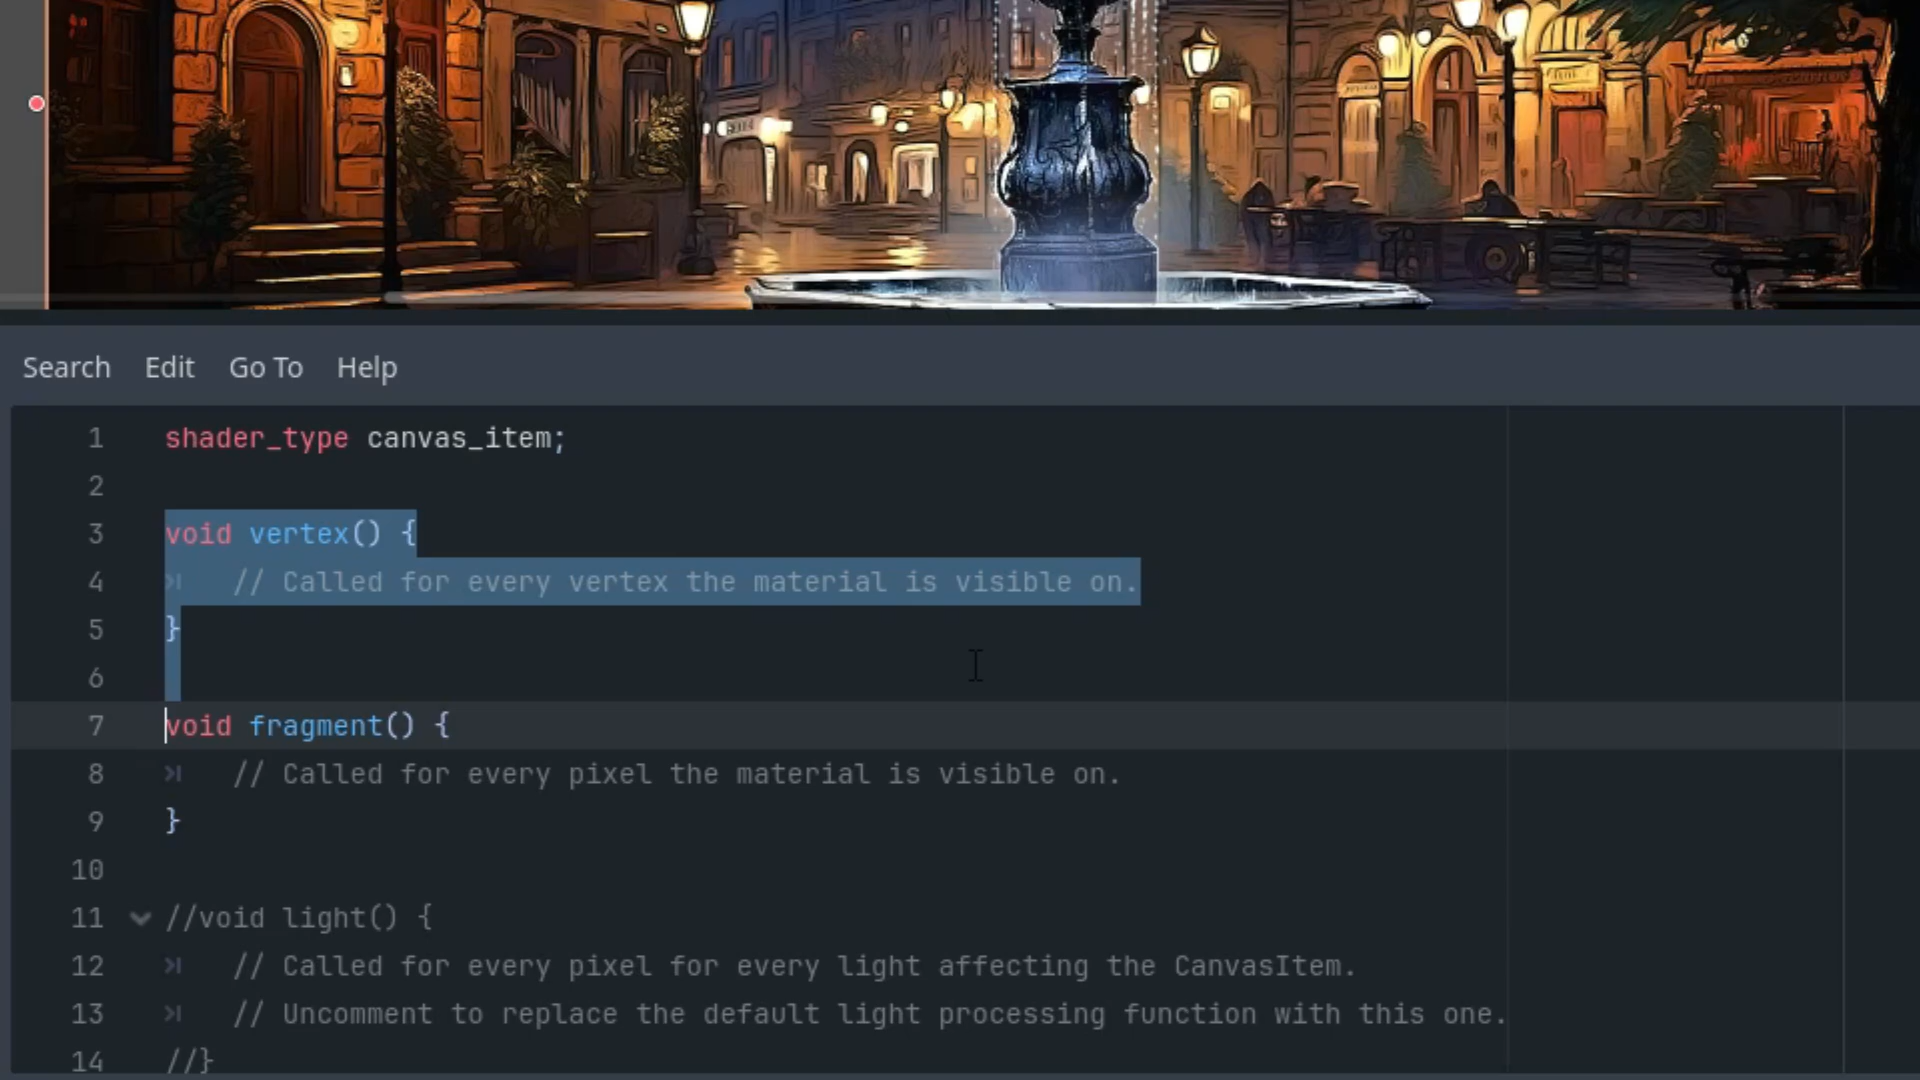 Search Edit Go To Help
1 shader_type canvas_item;
2
3 void vertex() {
4 // Called for every vertex the material is visible on.
5 }
6
7 void fragment() {
8 // Called for every pixel the material is visible on.
9 }
10
11 //void light() {
12 // Called for every pixel for every light affecting the CanvasItem.
13 // Uncomment to replace the default light processing function with this one.
14 //}